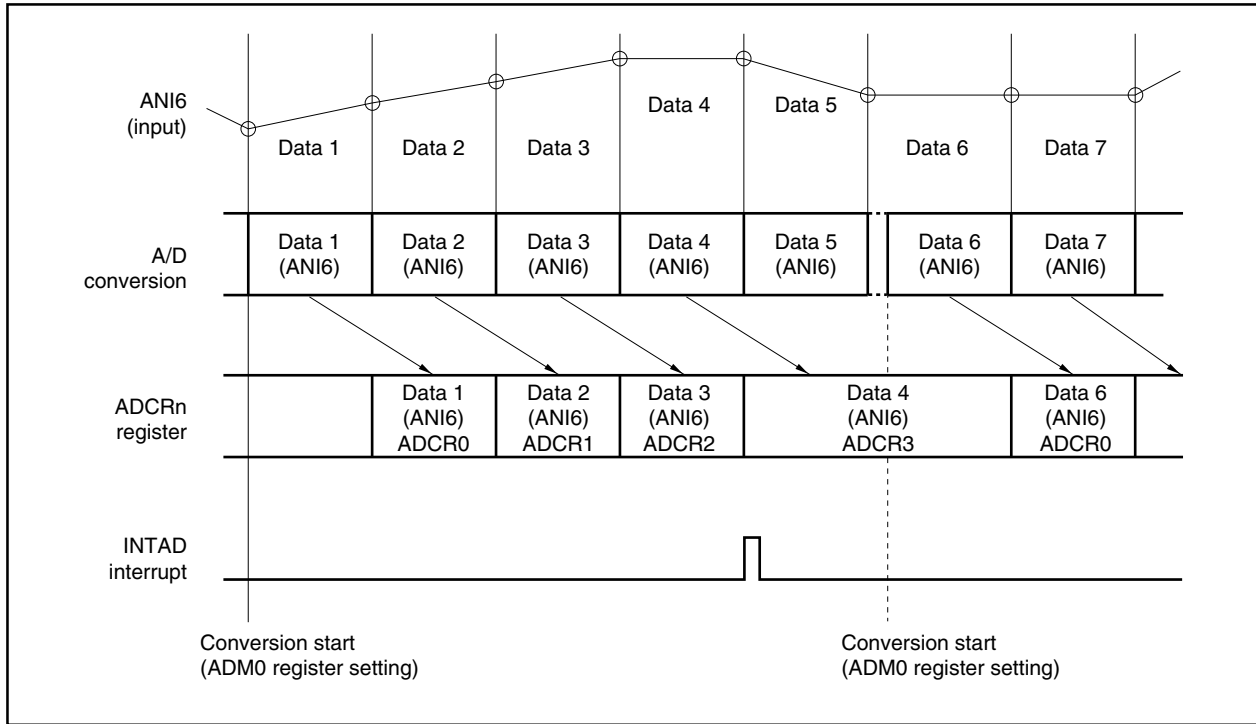 ANI6
(input)
Data 1
Data 2
Data 3
Data 4
Data 5
Data 6
Data 7
A/D
conversion
Data 1
(ANI6)
Data 2
(ANI6)
Data 3
(ANI6)
Data 4
(ANI6)
Data 5
(ANI6)
Data 6
(ANI6)
Data 7
(ANI6)
ADCRn
register
Data 1
(ANI6)
ADCR0
Data 2
(ANI6)
ADCR1
Data 3
(ANI6)
ADCR2
Data 4
(ANI6)
ADCR3
Data 6
(ANI6)
ADCR0
INTAD
interrupt
Conversion start
(ADM0 register setting)
Conversion start
(ADM0 register setting)